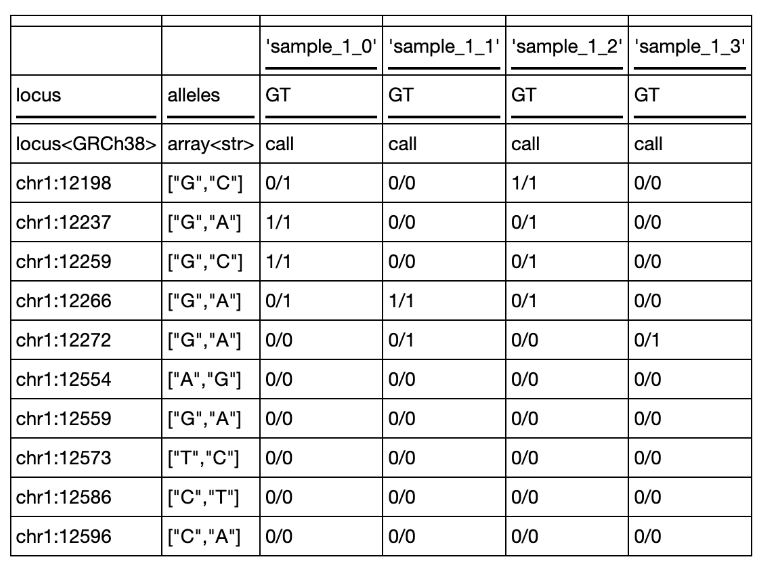 'sample_1_0' 'sample_1_1' 'sample_1_2' 'sample_1_3'
locus alleles GT GT GT GT
locus<GRCh38> array<str> call call call call
chr1:12198 ["G","C"] 0/1 0/0 1/1 0/0
chr1:12237 ["G","A"] 1/1 0/0 0/1 0/0
chr1:12259 ["G","C"] 1/1 0/0 0/1 0/0
chr1:12266 ["G","A"] 0/1 1/1 0/1 0/0
chr1:12272 ["G","A"] 0/0 0/1 0/0 0/1
chr1:12554 ["A","G"] 0/0 0/0 0/0 0/0
chr1:12559 ["G","A"] 0/0 0/0 0/0 0/0
chr1:12573 ["T","C"] 0/0 0/0 0/0 0/0
chr1:12586 ["C","T"] 0/0 0/0 0/0 0/0
chr1:12596 ["C","A"] 0/0 0/0 0/0 0/0